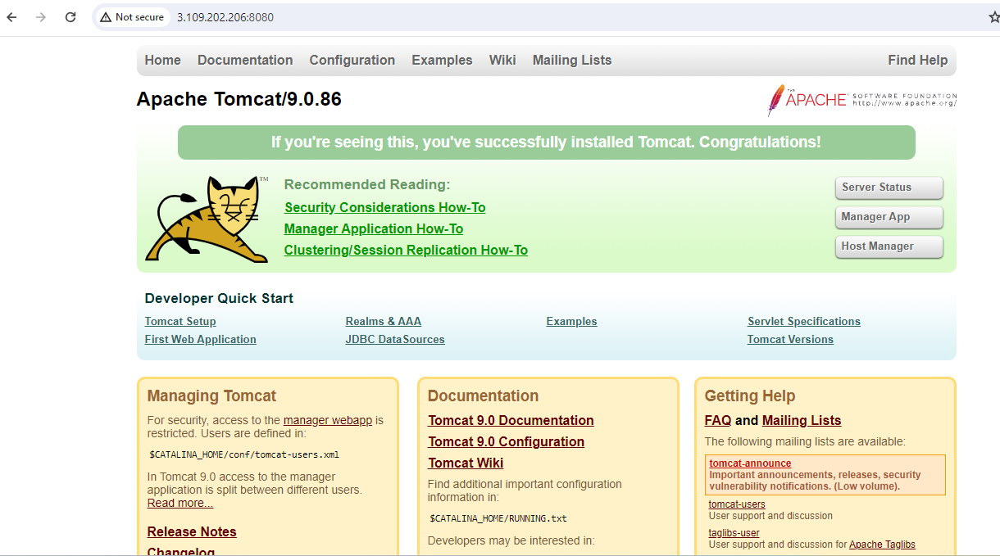 Not secure 3.109.202.206:8080
Home Documentation Configuration Examples Wiki Mailing Lists Find Help
Apache Tomcat/9.0.86
THE APACHE SOFTWARE FOUNDATION
http://www.apache.org/
If you're seeing this, you've successfully installed Tomcat. Congratulations!
TM
Recommended Reading:
Security Considerations How-To
Manager Application How-To
Clustering/Session Replication How-To
Server Status
Manager App
Host Manager
Developer Quick Start
Tomcat Setup
First Web Application
Realms & AAA
JDBC DataSources
Examples
Servlet Specifications
Tomcat Versions
Managing Tomcat
For security, access to the manager webapp is
restricted. Users are defined in:
$CATALINA_HOME/conf/tomcat-users.xml
In Tomcat 9.0 access to the manager
application is split between different users.
Read more...
Release Notes
Changelog
Documentation
Tomcat 9.0 Documentation
Tomcat 9.0 Configuration
Tomcat Wiki
Find additional important configuration
information in:
$CATALINA_HOME/RUNNING.txt
Developers may be interested in:
Getting Help
FAQ and Mailing Lists
The following mailing lists are available:
tomcat-announce
Important announcements, releases, security
vulnerability notifications. (Low volume).
tomcat-users
User support and discussion
taglibs-user
User support and discussion for Apache Taglibs